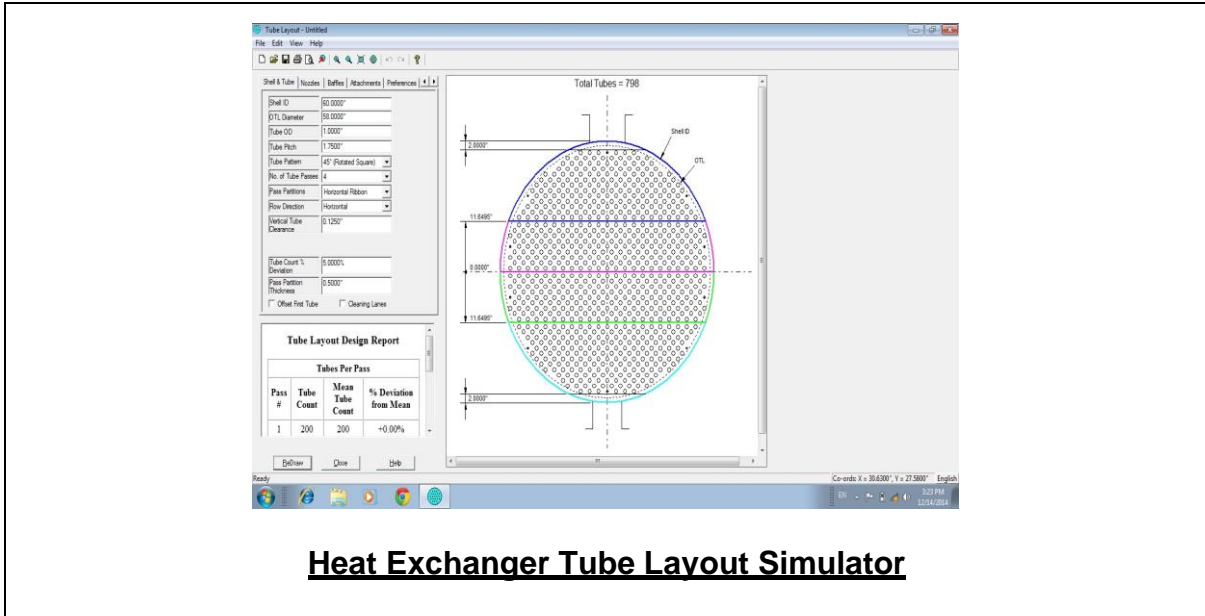 Tube Layout - Untitled
File Edit View Help
Shell & Tube Nozzles Baffles Attachments Preferences
Total Tubes = 798
Shell ID 60.0000"
OTL Diameter 58.0000"
Tube OD 1.0000"
Tube Pitch 1.7500"
Tube Pattern 45° (Rotated Square)
No. of Tube Passes 4
Pass Partitions Horizontal Ribbon
Row Direction Horizontal
Vertical Tube
Clearance 0.1250"
Tube Count %
Deviation 5.0000%
Pass Partition
Thickness 0.5000"
Offset First Tube Cleaning Lanes
Shell ID
OTL
2.0000"
11.6495"
0.0000"
11.6495"
2.0000"
Tube Layout Design Report
Tubes Per Pass
Pass # Tube Count Mean Tube Count % Deviation from Mean
1 200 200 +0.00%
ReDraw Close Help
Ready
Co-ords: X = 30.6300", Y = 27.5800" English
EN
3:23 PM
12/14/2014
Heat Exchanger Tube Layout Simulator